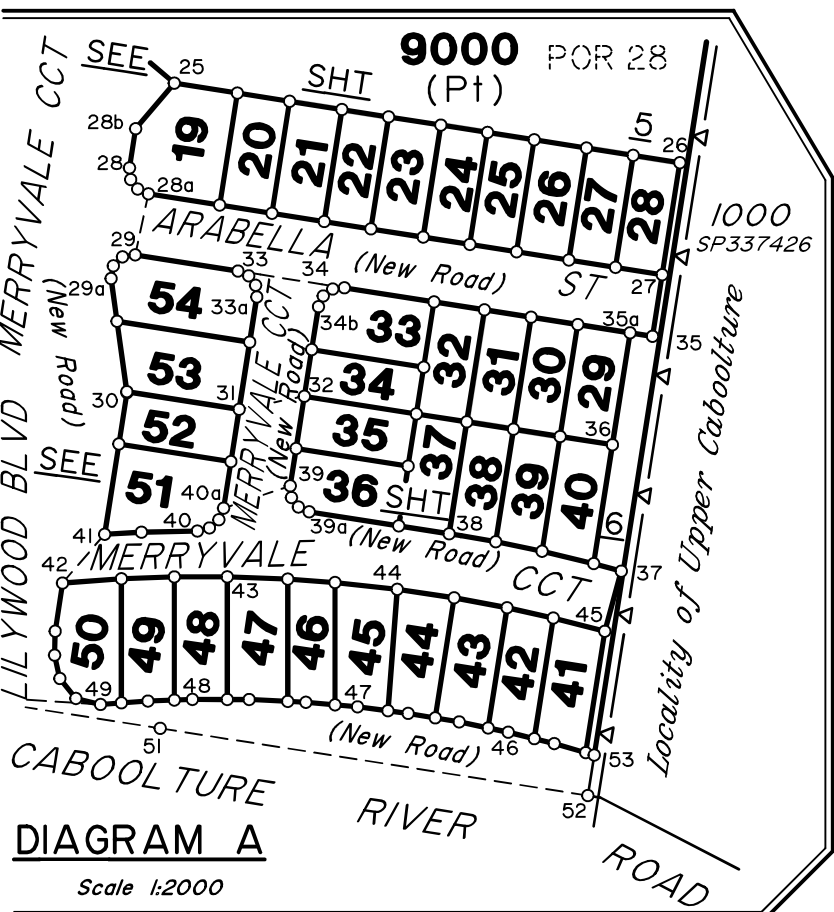 SEE
SHT
9000
(Pt)
POR 28
5
25
28b
28
28a
26
27
19
20
21
22
23
24
25
26
27
28
1000
SP337426
ARABELLA
(New Road)
ST
LILYWOOD BLVD
MERRYVALE CCT
(New Road)
SEE
29
29a
30
31
33
33a
34
34b
32
35a
35
36
54
53
52
51
33
34
35
36
32
31
30
29
37
38
39
40
MERRYVALE CCT
(New Road)
39
39a
40a
40
41
SHT
38
6
37
MERRYVALE
(New Road)
CCT
42
43
44
45
50
49
48
47
46
45
44
43
42
41
49
48
47
46
51
53
52
(New Road)
CABOOLTURE
RIVER
ROAD
Locality of Upper Caboolture
DIAGRAM A
Scale 1:2000